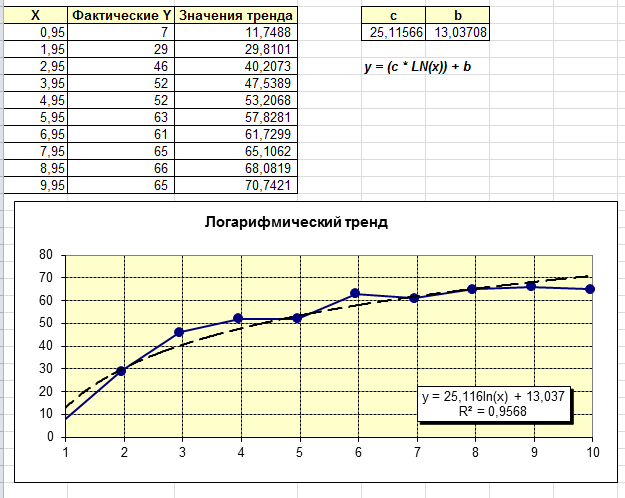 X Фактические Y Значения тренда c b
0,95 7 11,7488 25,11566 13,03708
1,95 29 29,8101
2,95 46 40,2073 y = (c * LN(x)) + b
3,95 52 47,5389
4,95 52 53,2068
5,95 63 57,8281
6,95 61 61,7299
7,95 65 65,1062
8,95 66 68,0819
9,95 65 70,7421
Логарифмический тренд
80
70
60
50
40
30
20
10
0
y = 25,116ln(x) + 13,037
R² = 0,9568
1 2 3 4 5 6 7 8 9 10